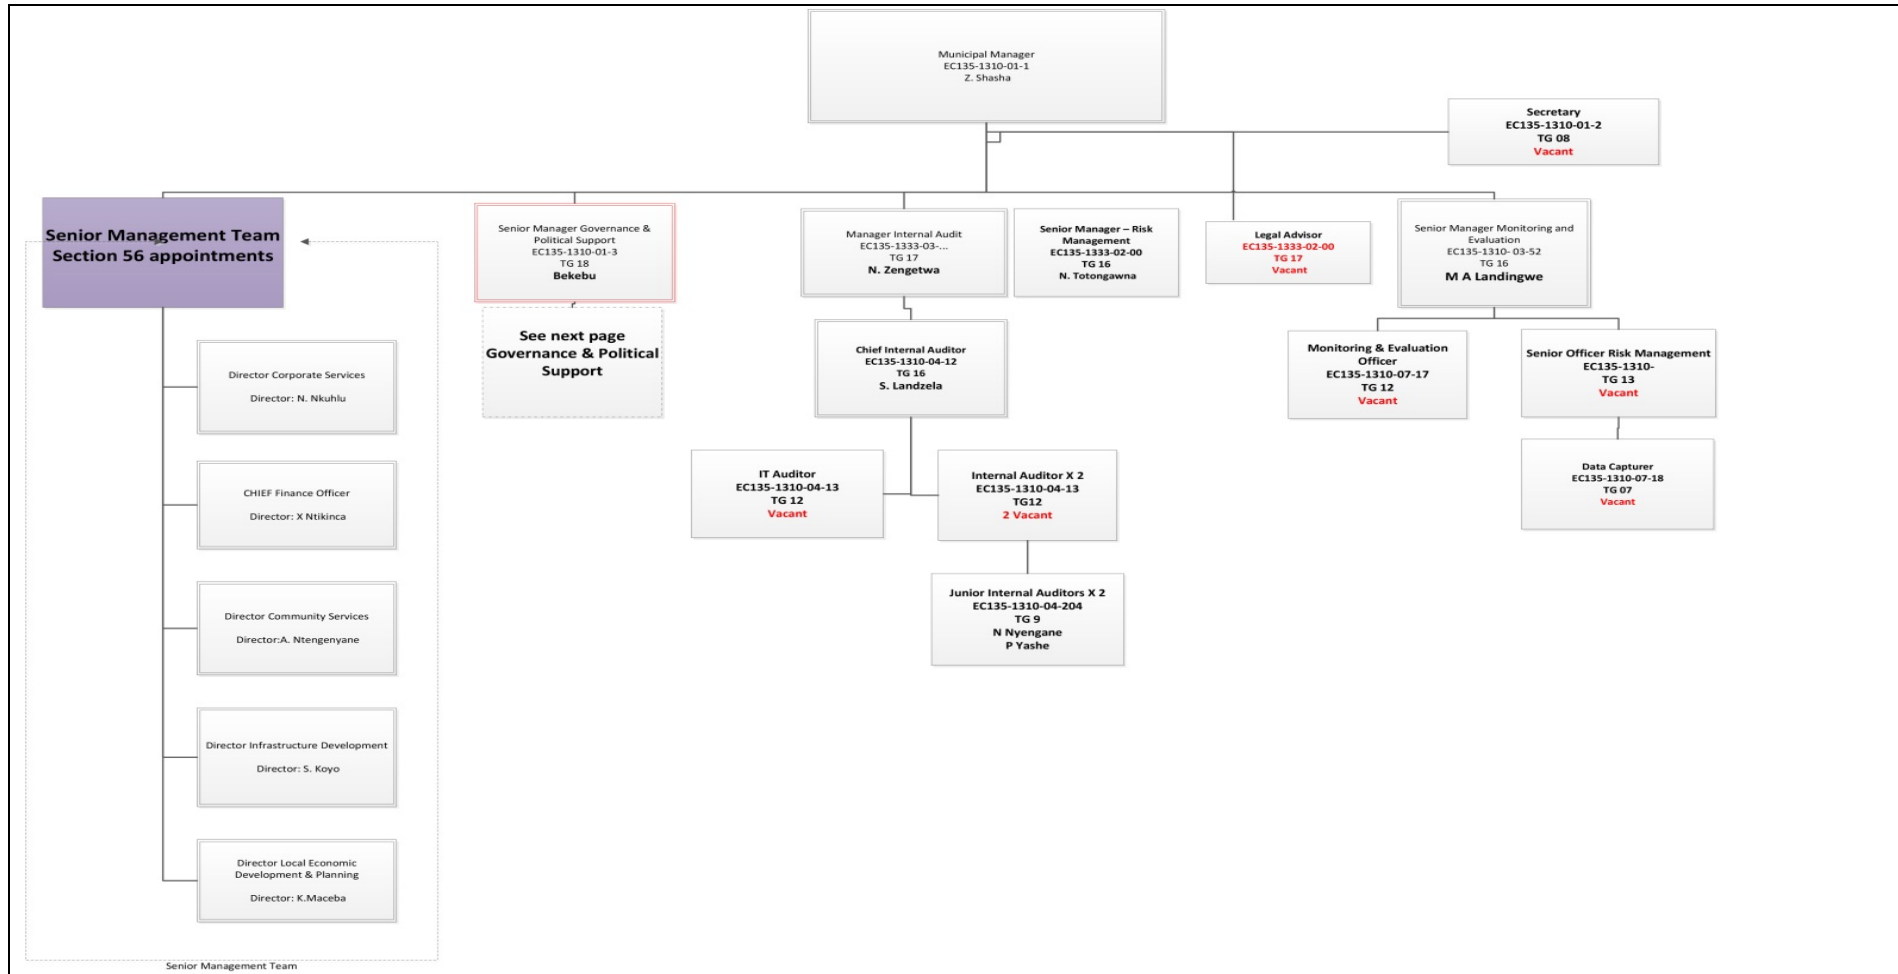 Municipal Manager
EC135-1310-01-1
Z. Shasha
Secretary
EC135-1310-01-2
TG 08
Vacant
Senior Management Team
Section 56 appointments
Senior Manager Governance &
Political Support
EC135-1310-01-3
TG 18
Bekebu
Manager Internal Audit
EC135-1333-03-...
TG 17
N. Zengetwa
Senior Manager – Risk
Management
EC135-1333-02-00
TG 16
N. Totongawna
Legal Advisor
EC135-1333-02-00
TG 17
Vacant
Senior Manager Monitoring and
Evaluation
EC135-1310- 03-52
TG 16
M A Landingwe
See next page
Governance & Political
Support
Chief Internal Auditor
EC135-1310-04-12
TG 16
S. Landzela
Monitoring & Evaluation
Officer
EC135-1310-07-17
TG 12
Vacant
Senior Officer Risk Management
EC135-1310-
TG 13
Vacant
Director Corporate Services
Director: N. Nkuhlu
IT Auditor
EC135-1310-04-13
TG 12
Vacant
Internal Auditor X 2
EC135-1310-04-13
TG12
2 Vacant
Data Capturer
EC135-1310-07-18
TG 07
Vacant
CHIEF Finance Officer
Director: X Ntikinca
Junior Internal Auditors X 2
EC135-1310-04-204
TG 9
N Nyengane
P Yashe
Director Community Services
Director:A. Ntengenyane
Director Infrastructure Development
Director: S. Koyo
Director Local Economic
Development & Planning
Director: K.Maceba
Senior Management Team